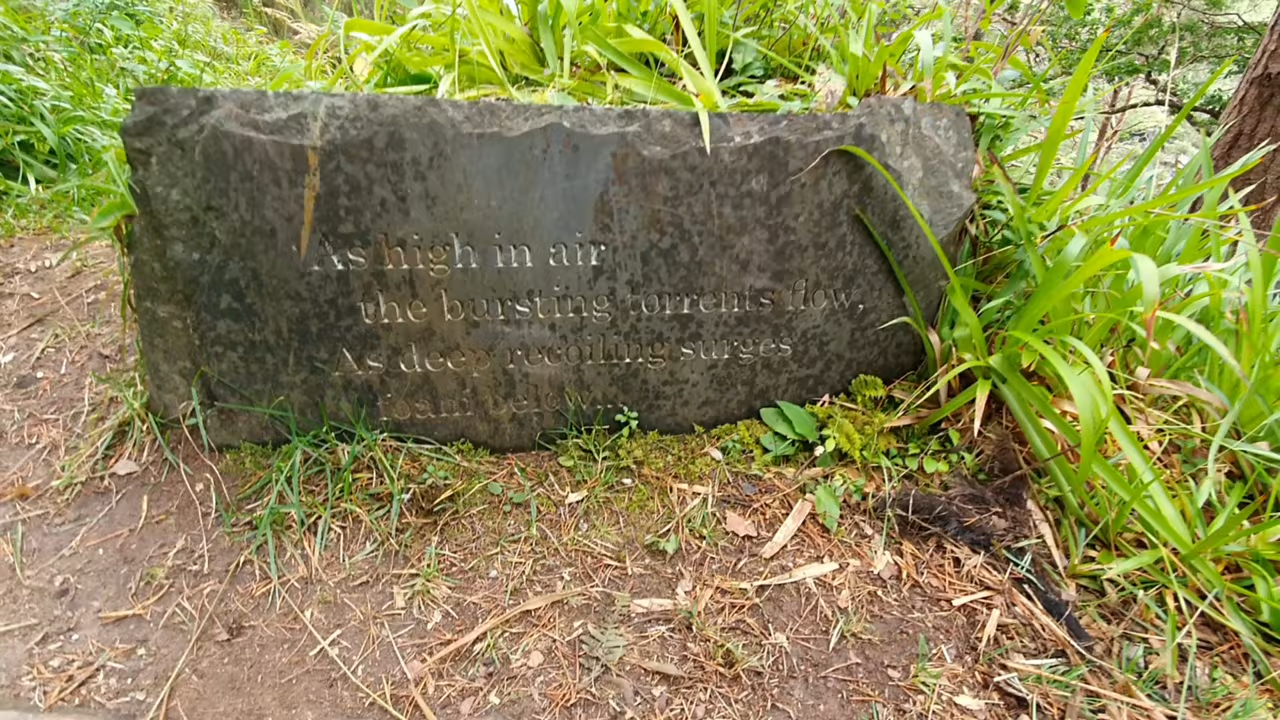 As high in air
the bursting torrents flow,
As deep recoiling surges
foam below,